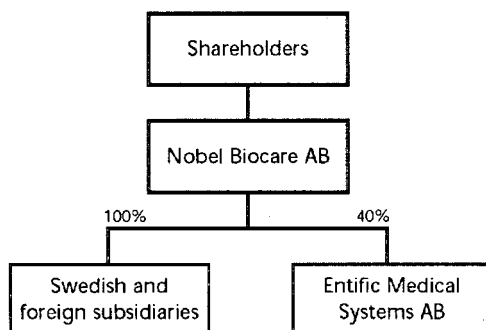 Shareholders
Nobel Biocare AB
100%
40%
Swedish and
foreign subsidiaries
Entific Medical
Systems AB